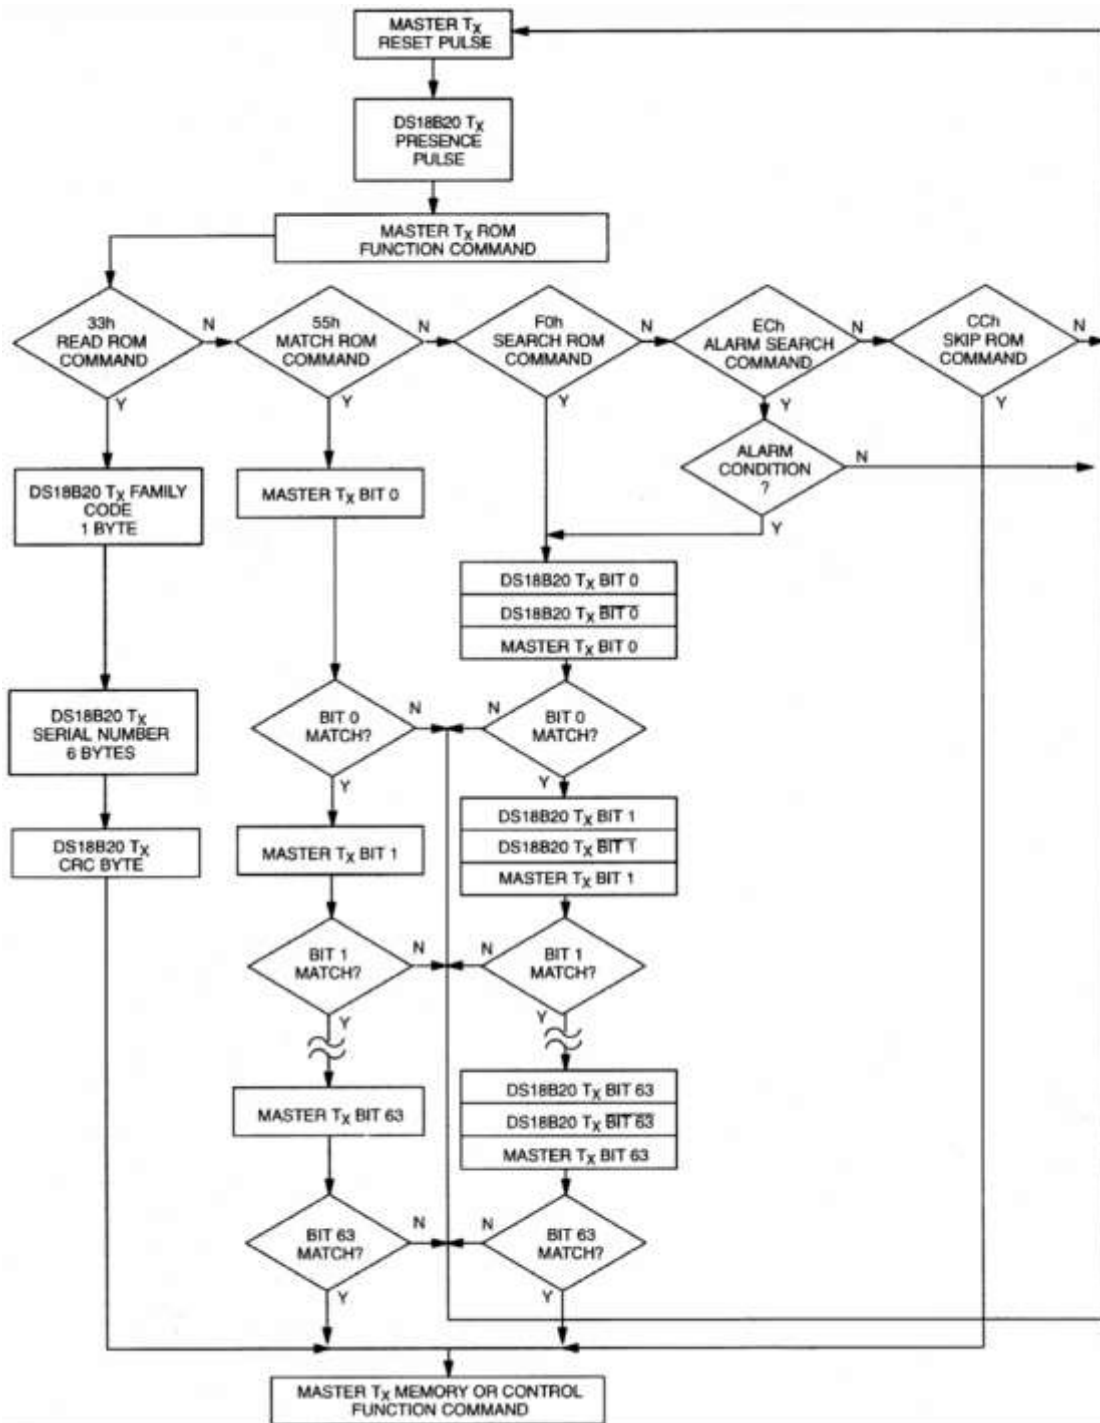 MASTER TX
RESET PULSE
DS18B20 TX
PRESENCE
PULSE
MASTER TX ROM
FUNCTION COMMAND
33h
READ ROM
COMMAND
N
Y
55h
MATCH ROM
COMMAND
N
Y
F0h
SEARCH ROM
COMMAND
N
Y
ECh
ALARM SEARCH
COMMAND
N
Y
CCh
SKIP ROM
COMMAND
N
Y
ALARM
CONDITION
?
N
Y
DS18B20 TX FAMILY
CODE
1 BYTE
DS18B20 TX
SERIAL NUMBER
6 BYTES
DS18B20 TX
CRC BYTE
MASTER TX BIT 0
BIT 0
MATCH?
N
Y
MASTER TX BIT 1
BIT 1
MATCH?
N
Y
MASTER TX BIT 63
BIT 63
MATCH?
N
Y
DS18B20 TX BIT 0
DS18B20 TX BIT 0
MASTER TX BIT 0
BIT 0
MATCH?
N
Y
DS18B20 TX BIT 1
DS18B20 TX BIT 1
MASTER TX BIT 1
BIT 1
MATCH?
N
Y
DS18B20 TX BIT 63
DS18B20 TX BIT 63
MASTER TX BIT 63
BIT 63
MATCH?
N
Y
MASTER TX MEMORY OR CONTROL
FUNCTION COMMAND